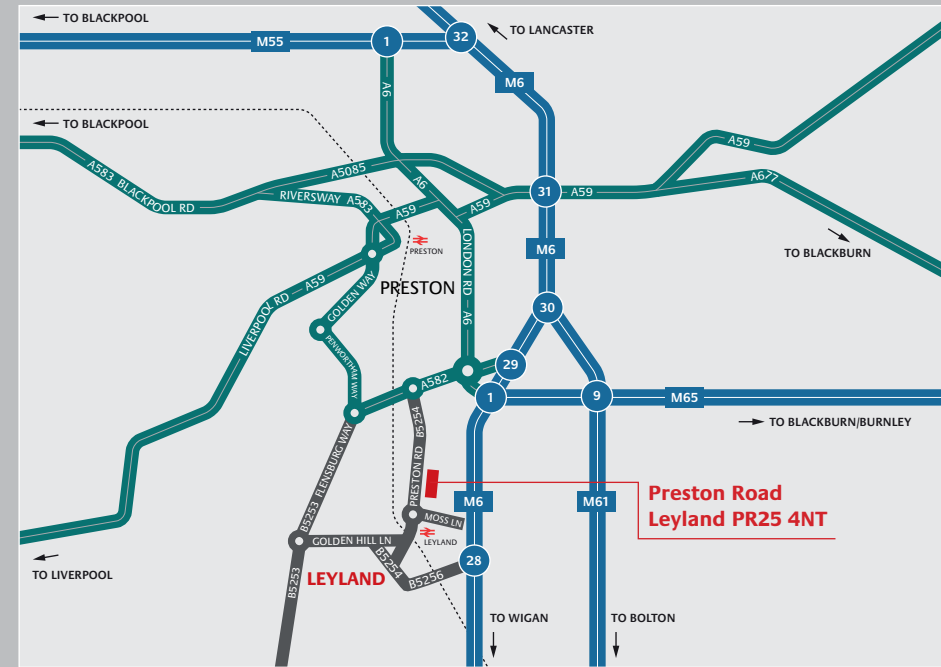 TO BLACKPOOL
M55
1
32
TO LANCASTER
M6
A6
TO BLACKPOOL
A59
A583 BLACKPOOL RD
A5085
A6
RIVERSWAY A583
A59
A59
31
A59
A677
PRESTON
LONDON RD – A6
M6
TO BLACKBURN
LIVERPOOL RD – A59
GOLDEN WAY
PRESTON
30
PENWORTHAM WAY
29
A582
1
9
M65
B5254
TO BLACKBURN/BURNLEY
B5253 FLENSBURG WAY
PRESTON RD
M6
M61
Preston Road
Leyland PR25 4NT
MOSS LN
GOLDEN HILL LN
LEYLAND
28
B5254
B5256
TO LIVERPOOL
LEYLAND
B5253
TO WIGAN
TO BOLTON